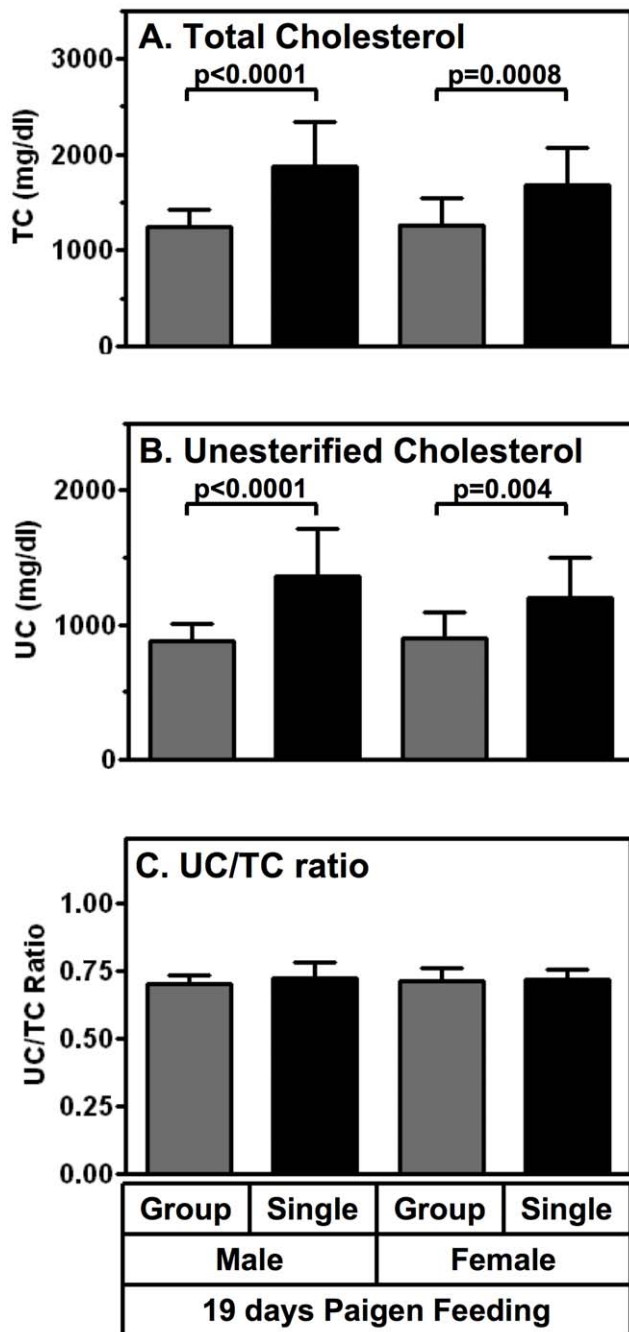 A. Total Cholesterol
p<0.0001 p=0.0008
TC (mg/dl)
3000
2000
1000
0
B. Unesterified Cholesterol
p<0.0001 p=0.004
UC (mg/dl)
2000
1000
0
C. UC/TC ratio
UC/TC Ratio
1.00
0.75
0.50
0.25
0.00
Group Single Group Single
Male Female
19 days Paigen Feeding